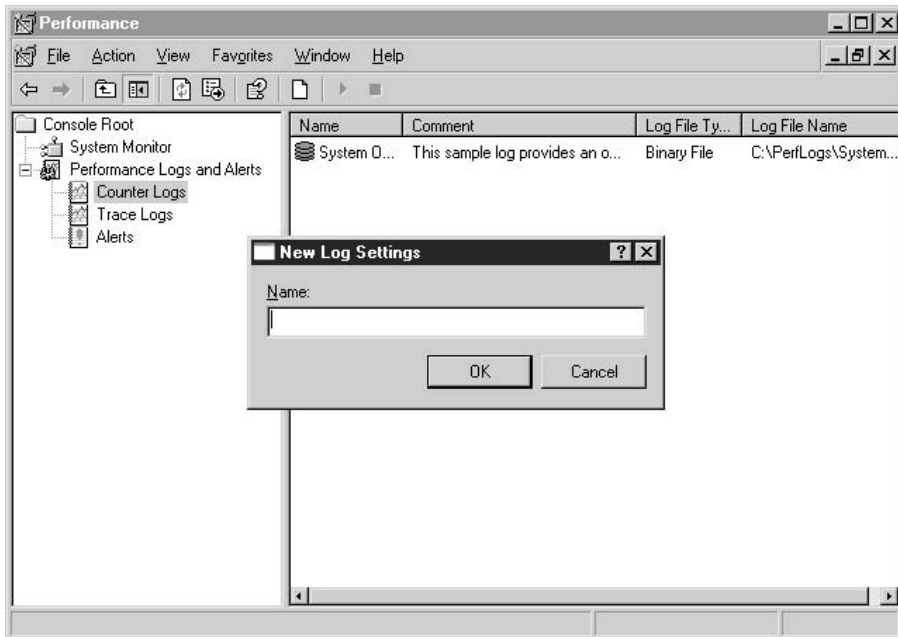 Performance
File Action View Favorites Window Help
Console Root
System Monitor
Performance Logs and Alerts
Counter Logs
Trace Logs
Alerts
Name Comment Log File Ty... Log File Name
System O... This sample log provides an o... Binary File C:\PerfLogs\System...
New Log Settings
Name:
OK Cancel